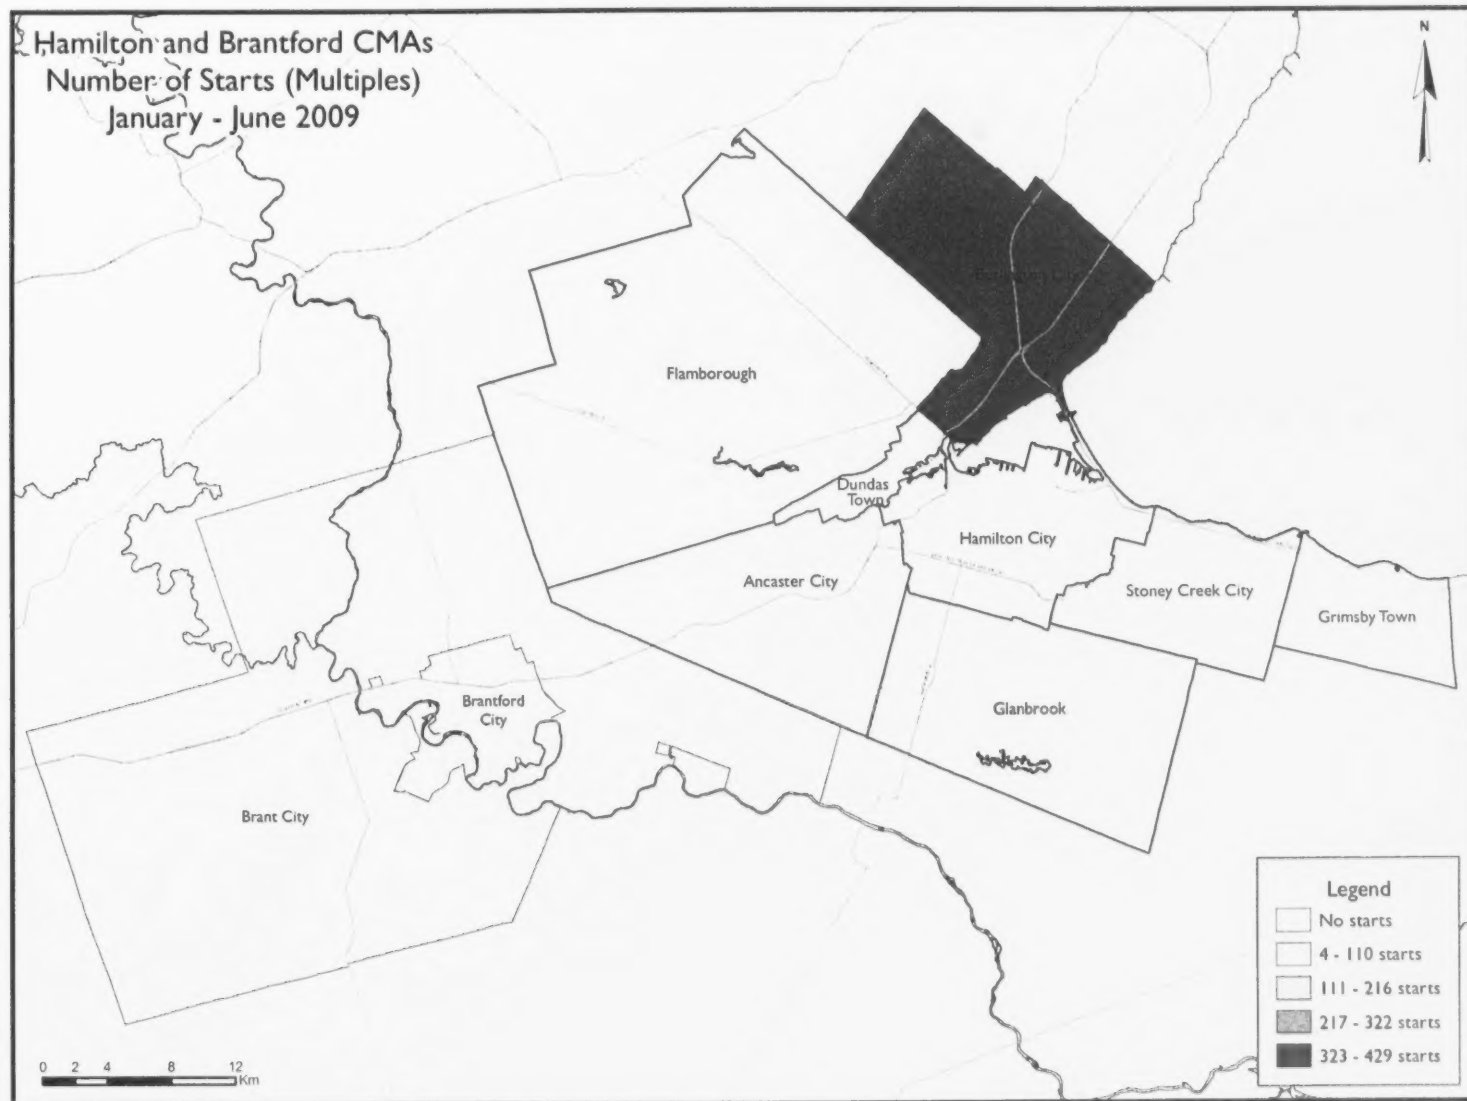 Hamilton and Brantford CMAs
Number of Starts (Multiples)
January - June 2009
N
Burlington City
Flamborough
Dundas
Town
Hamilton City
Ancaster City
Stoney Creek City
Grimsby Town
Brantford
City
Glanbrook
Brant City
Legend
No starts
4 - 110 starts
111 - 216 starts
217 - 322 starts
323 - 429 starts
0 2 4 8 12
Km